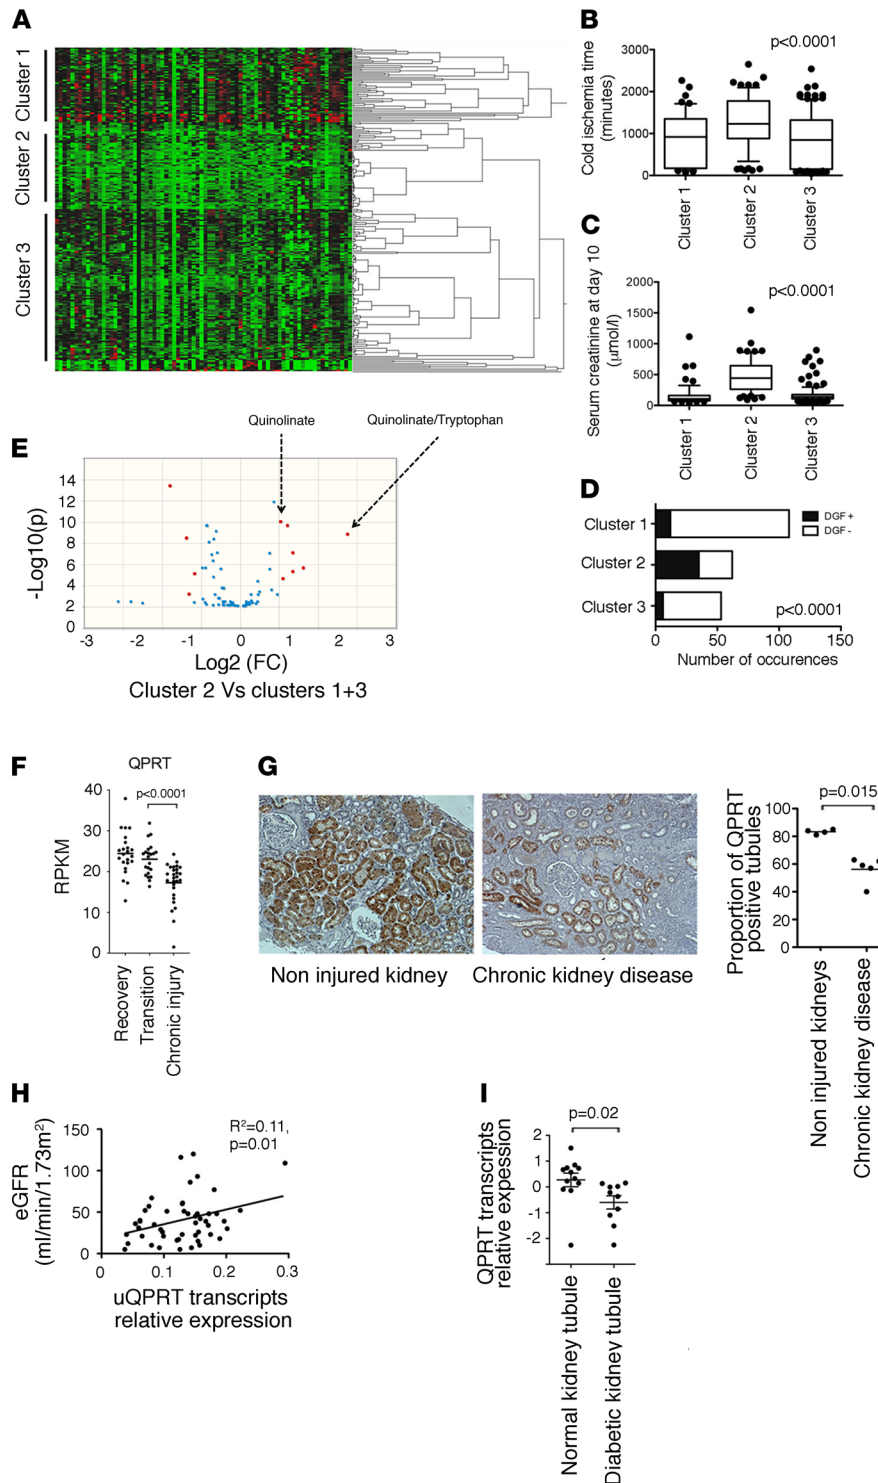 A
Cluster 1
Cluster 2
Cluster 3
B
p<0.0001
Cold ischemia time
(minutes)
3000
2000
1000
0
Cluster 1
Cluster 2
Cluster 3
C
p<0.0001
Serum creatinine at day 10
(µmol/l)
2000
1500
1000
500
0
Cluster 1
Cluster 2
Cluster 3
D
Cluster 1
Cluster 2
Cluster 3
DGF +
DGF -
p<0.0001
0
50
100
150
Number of occurences
E
Quinolinate
Quinolinate/Tryptophan
-Log10(p)
14
12
10
8
6
4
2
0
-3
-2
-1
0
1
2
3
Log2 (FC)
Cluster 2 Vs clusters 1+3
F
QPRT
p<0.0001
RPKM
40
30
20
10
0
Recovery
Transition
Chronic injury
G
Non injured kidney
Chronic kidney disease
p=0.015
Proportion of QPRT
positive tubules
100
80
60
40
20
0
Non injured kidneys
Chronic kidney disease
H
R²=0.11,
p=0.01
eGFR
(ml/min/1.73m²)
150
100
50
0
0
0.1
0.2
0.3
uQPRT transcripts
relative expression
I
p=0.02
QPRT transcripts
relative expession
2
1
0
-1
-2
Normal kidney tubule
Diabetic kidney tubule